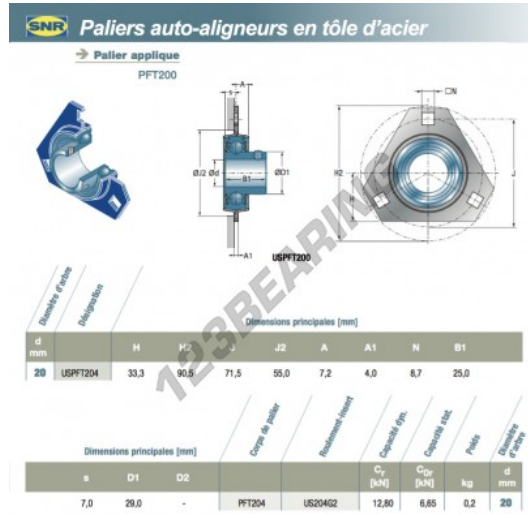 SNR Paliers auto-aligneurs en tôle d'acier
Palier applique
PFT200
A
s
□N
ØJ2
Ød
B1
ØD1
H2
H
L
A1
USPFT200
123BEARING
Diamètre d'arbre
Désignation
Dimensions principales [mm]
d mm H H2 J J2 A A1 N B1
20 USPFT204 33,3 90,5 71,5 55,0 7,2 4,0 8,7 25,0
Dimensions principales [mm]
Corps de palier
Roulement-insert
Capacité dyn.
Capacité stat.
Poids
Diamètre d'arbre
s D1 D2 Cr [kN] C0r [kN] kg d mm
7,0 29,0 - PFT204 US204G2 12,80 6,65 0,2 20